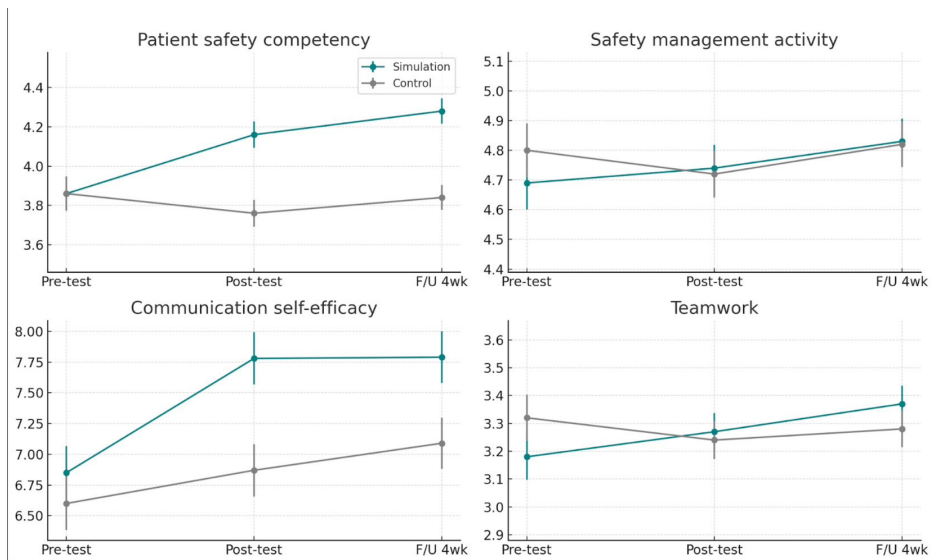 Patient safety competency
Simulation
Control
4.4
4.2
4.0
3.8
3.6
Pre-test
Post-test
F/U 4wk
Safety management activity
5.1
5.0
4.9
4.8
4.7
4.6
4.5
4.4
Pre-test
Post-test
F/U 4wk
Communication self-efficacy
8.00
7.75
7.50
7.25
7.00
6.75
6.50
Pre-test
Post-test
F/U 4wk
Teamwork
3.6
3.5
3.4
3.3
3.2
3.1
3.0
2.9
Pre-test
Post-test
F/U 4wk